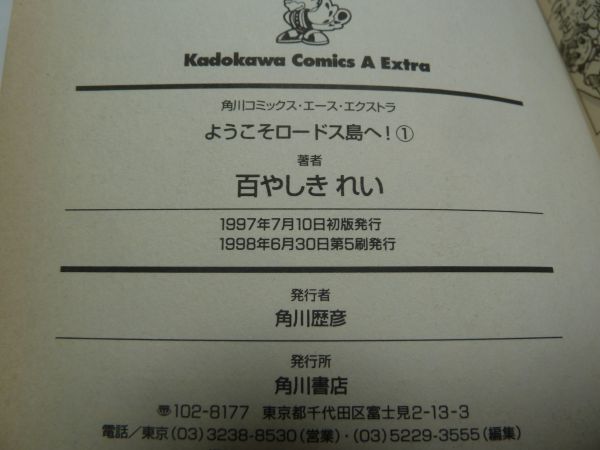 Kadokawa Comics A Extra
角川コミックス・エース・エクストラ
ようこそロードス島へ!①
著者
百やしき れい
1997年7月10日初版発行
1998年6月30日第5刷発行
発行者
角川歴彦
発行所
角川書店
〠102-8177 東京都千代田区富士見2-13-3
電話/東京(03)3238-8530(営業)・(03)5229-3555(編集)